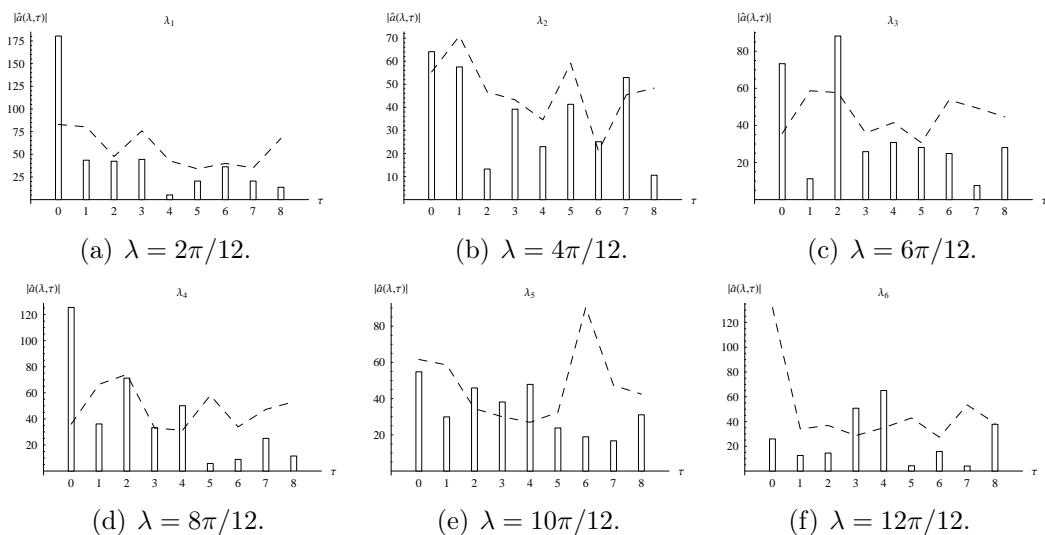 |â(λ,τ)| λ₁
175
150
125
100
75
50
25
0 1 2 3 4 5 6 7 8 τ
(a) λ = 2π/12.
|â(λ,τ)| λ₂
70
60
50
40
30
20
10
0 1 2 3 4 5 6 7 8 τ
(b) λ = 4π/12.
|â(λ,τ)| λ₃
80
60
40
20
0 1 2 3 4 5 6 7 8 τ
(c) λ = 6π/12.
|â(λ,τ)| λ₄
120
100
80
60
40
20
0 1 2 3 4 5 6 7 8 τ
(d) λ = 8π/12.
|â(λ,τ)| λ₅
80
60
40
20
0 1 2 3 4 5 6 7 8 τ
(e) λ = 10π/12.
|â(λ,τ)| λ₆
120
100
80
60
40
20
0 1 2 3 4 5 6 7 8 τ
(f) λ = 12π/12.